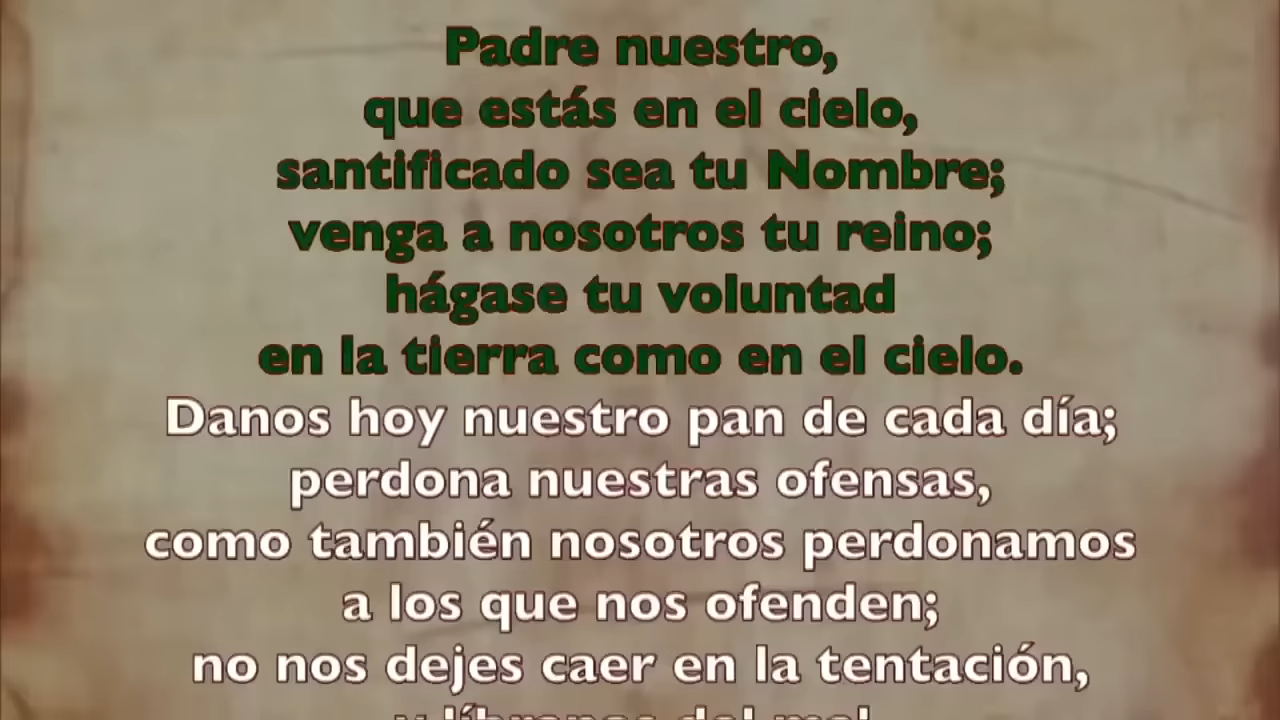 Padre nuestro,
que estás en el cielo,
santificado sea tu Nombre;
venga a nosotros tu reino;
hágase tu voluntad
en la tierra como en el cielo.
Danos hoy nuestro pan de cada día;
perdona nuestras ofensas,
como también nosotros perdonamos
a los que nos ofenden;
no nos dejes caer en la tentación,
y líbranos del mal